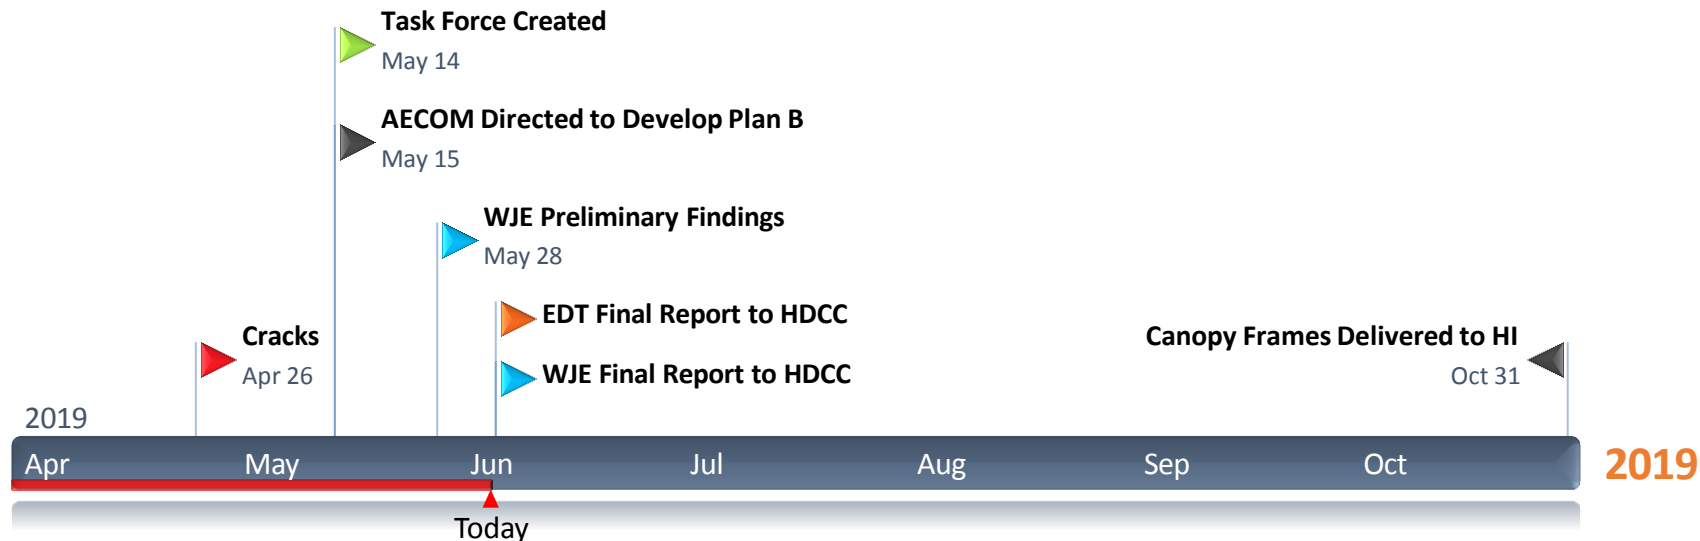 Task Force Created
May 14
AECOM Directed to Develop Plan B
May 15
WJE Preliminary Findings
May 28
EDT Final Report to HDCC
Cracks
Apr 26
WJE Final Report to HDCC
Canopy Frames Delivered to HI
Oct 31
2019
Apr May Jun Jul Aug Sep Oct
2019
Today